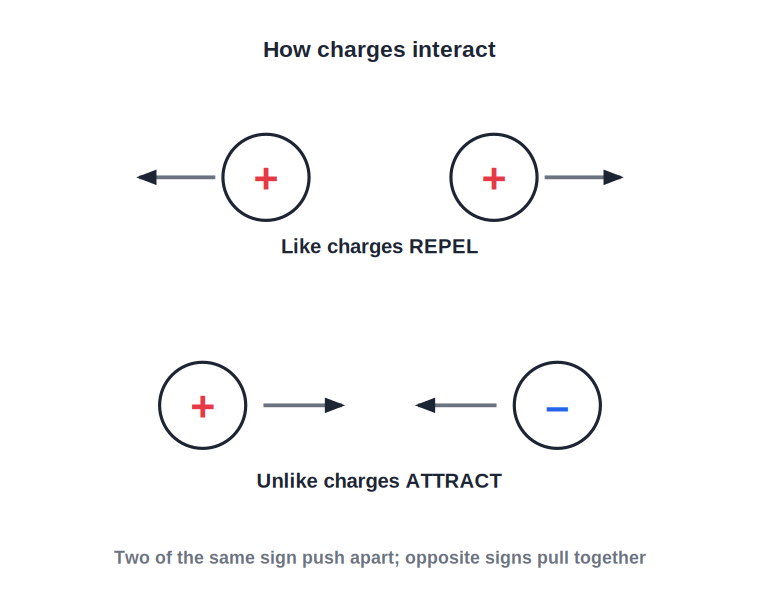 How charges interact
+ +
Like charges REPEL
+ −
Unlike charges ATTRACT
Two of the same sign push apart; opposite signs pull together